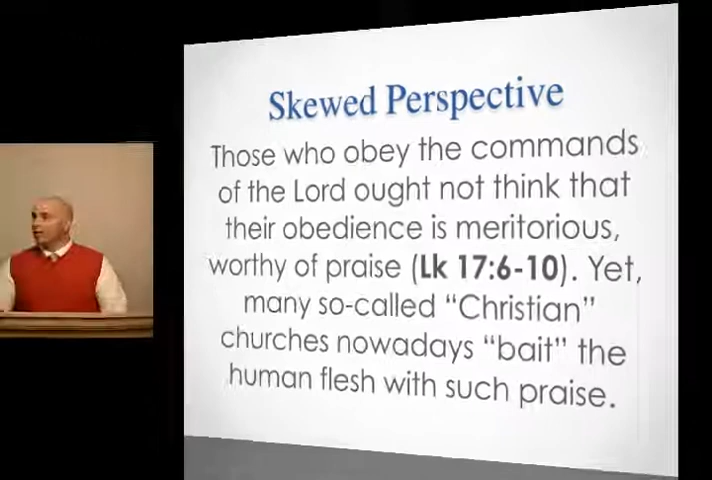 Skewed Perspective
Those who obey the commands
of the Lord ought not think that
their obedience is meritorious,
worthy of praise (Lk 17:6-10). Yet,
many so-called “Christian”
churches nowadays “bait” the
human flesh with such praise.